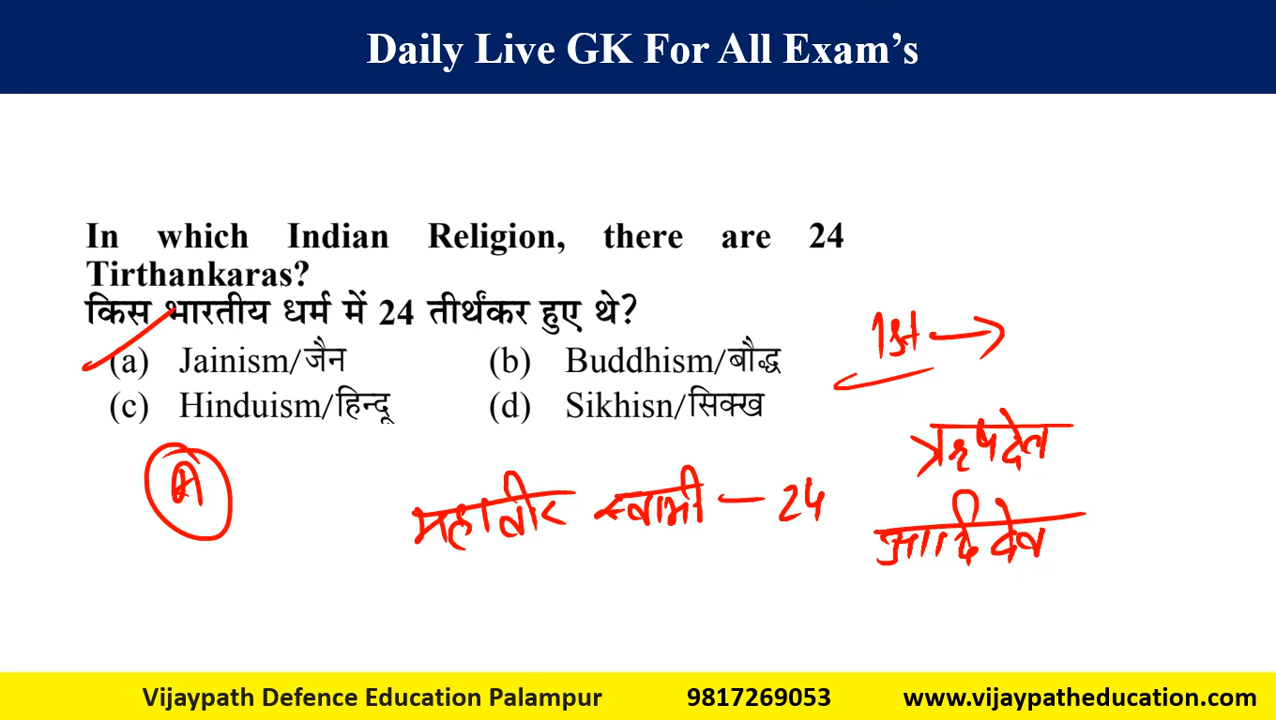 Daily Live GK For All Exam's
In which Indian Religion, there are 24
Tirthankaras?
किस भारतीय धर्म में 24 तीर्थंकर हुए थे?
(a) Jainism/जैन (b) Buddhism/बौद्ध
(c) Hinduism/हिन्दू (d) Sikhisn/सिक्ख
1st
ऋषदेव
A
महावीर स्वामी - 24
आदिदेव
Vijaypath Defence Education Palampur 9817269053 www.vijaypatheducation.com